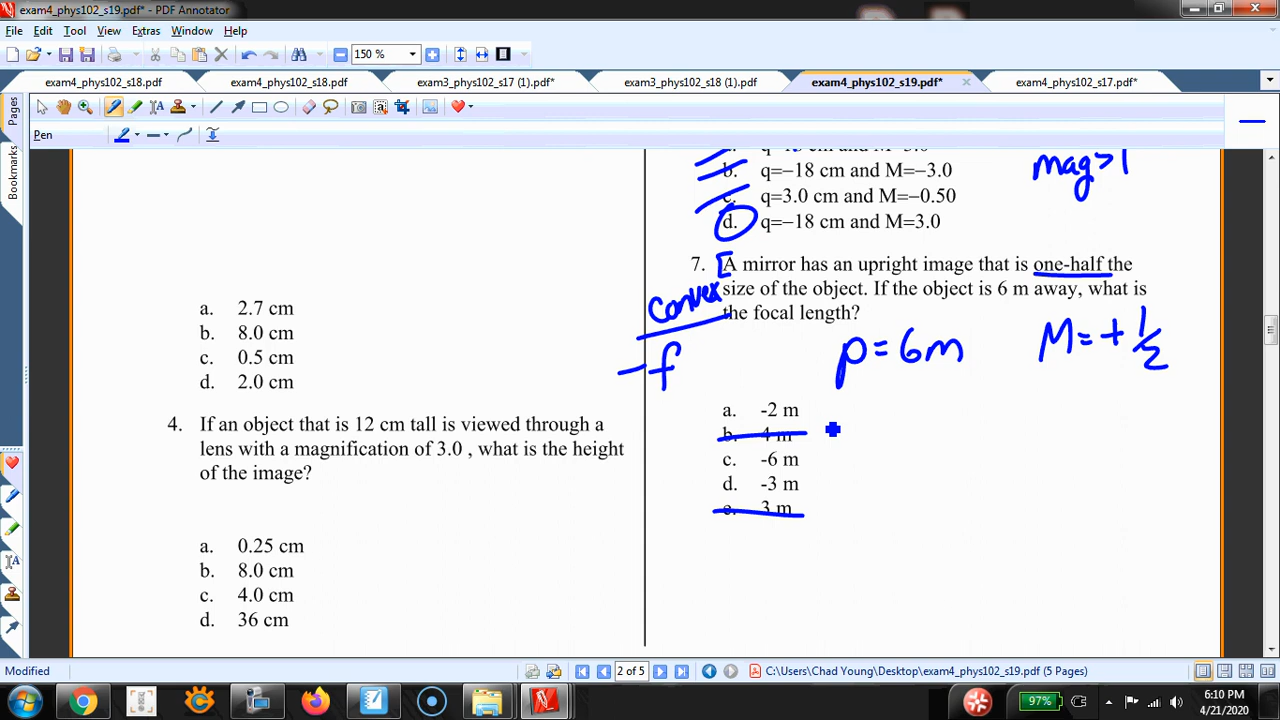 exam4_phys102_s19.pdf* - PDF Annotator
File Edit Tool View Extras Window Help
150 %
exam4_phys102_s18.pdf exam4_phys102_s18.pdf exam3_phys102_s17 (1).pdf* exam3_phys102_s18 (1).pdf exam4_phys102_s19.pdf* exam4_phys102_s17.pdf*
Pen
Pages
Bookmarks
a. 2.7 cm
b. 8.0 cm
c. 0.5 cm
d. 2.0 cm
4. If an object that is 12 cm tall is viewed through a
lens with a magnification of 3.0 , what is the height
of the image?
a. 0.25 cm
b. 8.0 cm
c. 4.0 cm
d. 36 cm
b. q=−18 cm and M=−3.0
c. q=3.0 cm and M=−0.50
d. q=−18 cm and M=3.0
mag>1
7. A mirror has an upright image that is one-half the
size of the object. If the object is 6 m away, what is
the focal length?
convex
-f
p=6m M=+1/2
a. -2 m
b. 4 m
c. -6 m
d. -3 m
e. 3 m
Modified 2 of 5 C:\Users\Chad Young\Desktop\exam4_phys102_s19.pdf (5 Pages)
97% 6:10 PM
4/21/2020